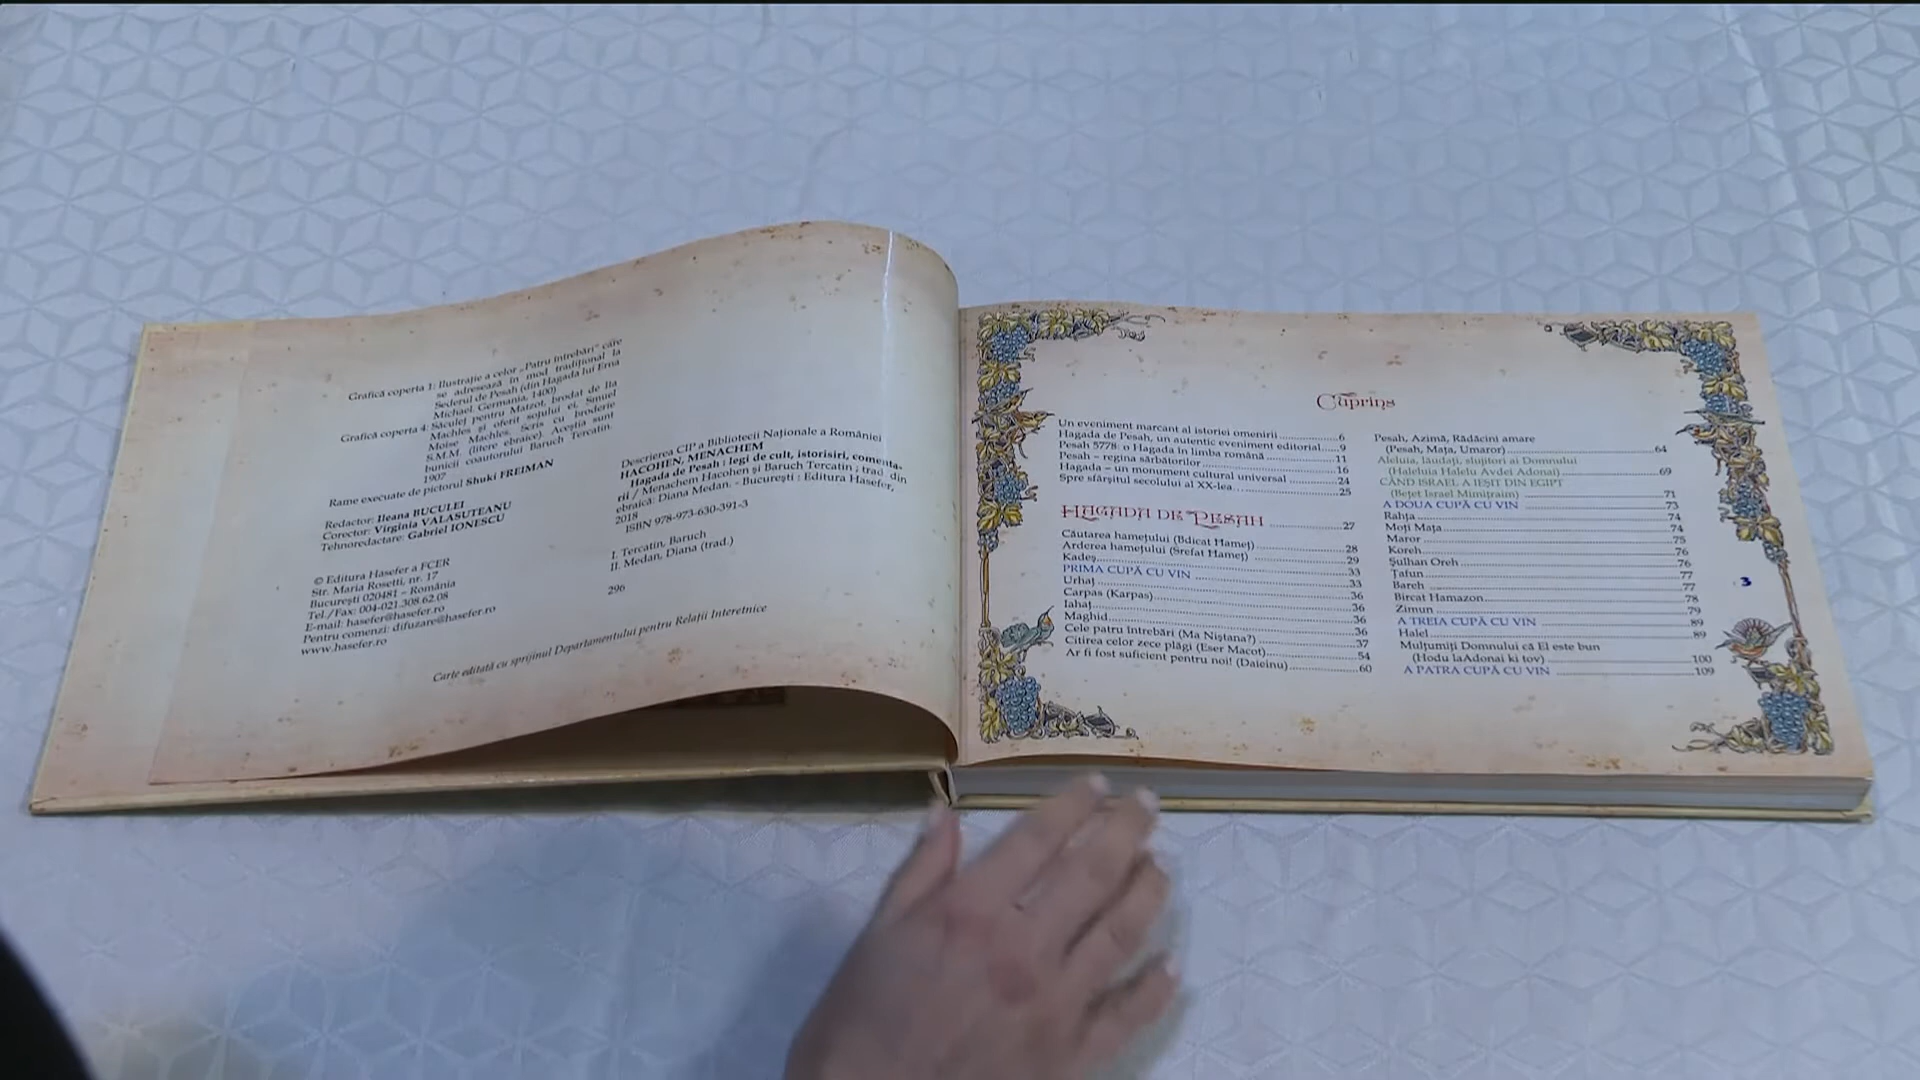 Grafică coperta 1: Ilustrație a celor „Patru întrebări" care
se adresează în mod tradițional la
Sederul de Pesah (din Hagada lui Erna
Michael, Germania, 1400)
Grafică coperta 4: Săculeț pentru Matzot, brodat de Ita
Machles și oferit soțului ei, Smuel
Moise Machles. Scris cu broderie
S.M.M. (litere ebraice). Aceștia sunt
bunicii coautorului Baruch Tercatin.
1907
Rame executate de pictorul Shuki FREIMAN
Redactor: Ileana BUCULEI
Corector: Virginia VALASUTEANU
Tehnoredactare: Gabriel IONESCU
© Editura Hasefer a FCER
Str. Maria Rosetti, nr. 17
București 020481 – România
Tel./Fax: 004-021.308.62.08
E-mail: hasefer@hasefer.ro
Pentru comenzi: difuzare@hasefer.ro
www.hasefer.ro
Descrierea CIP a Bibliotecii Naționale a României
HACOHEN, MENACHEM
Hagada de Pesah : legi de cult, istorisiri, comenta-
rii / Menachem Hacohen și Baruch Tercatin ; trad din
ebraică: Diana Medan. - București : Editura Hasefer,
2018
ISBN 978-973-630-391-3
I. Tercatin, Baruch
II. Medan, Diana (trad.)
296
Carte editată cu sprijinul Departamentului pentru Relații Interetnice
Cuprins
Un eveniment marcant al istoriei omenirii 6
Hagada de Pesah, un autentic eveniment editorial 9
Pesah 5778: o Hagada în limba română 11
Pesah – regina sărbătorilor 16
Hagada – un monument cultural universal 24
Spre sfârșitul secolului al XX-lea 25
HAGADA DE PESAH 27
Căutarea hamețului (Bdicat Hameț) 28
Arderea hamețului (Srefat Hameț) 29
Kadeș 33
PRIMA CUPĂ CU VIN 33
Urhaț 36
Carpas (Karpas) 36
Iahaț 36
Maghid 36
Cele patru întrebări (Ma Niștana?) 37
Citirea celor zece plăgi (Eser Macot) 54
Ar fi fost suficient pentru noi! (Daieinu) 60
Pesah, Azimă, Rădăcini amare
(Pesah, Mața, Umaror) 64
Aleluia, lăudați, slujitori ai Domnului
(Haleluia Halelu Avdei Adonai) 69
CÂND ISRAEL A IEȘIT DIN EGIPT
(Bețet Israel Mimițraim) 71
A DOUA CUPĂ CU VIN 73
Rahța 74
Moți Mața 74
Maror 75
Koreh 76
Șulhan Oreh 76
Țafun 77
Bareh 77
Bircat Hamazon 78
Zimun 79
A TREIA CUPĂ CU VIN 89
Halel 89
Mulțumiți Domnului că El este bun
(Hodu laAdonai ki tov) 100
A PATRA CUPĂ CU VIN 109
3